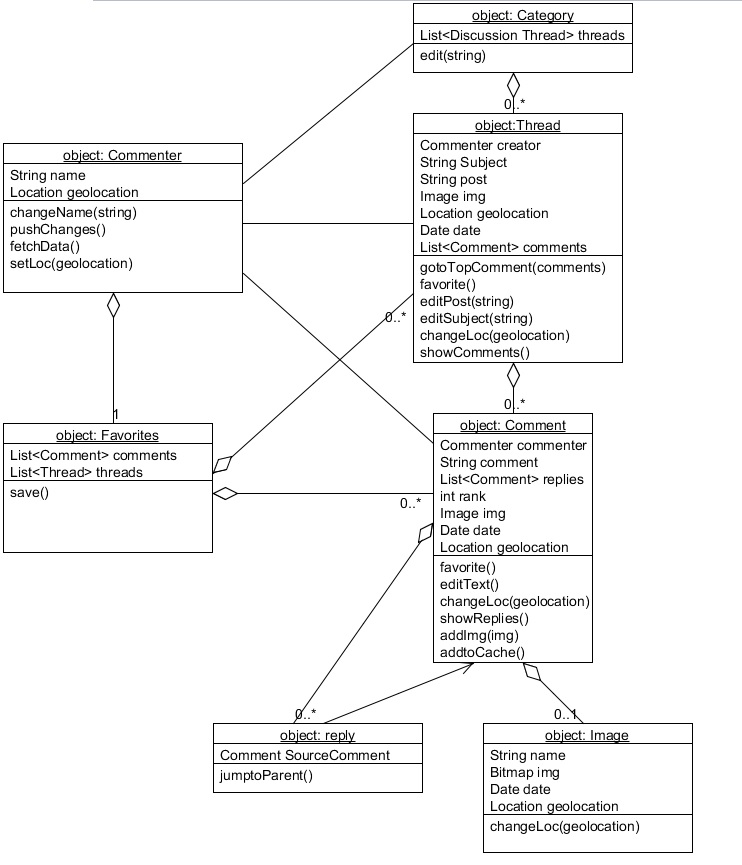 object: Category
List<Discussion Thread> threads
edit(string)
0..*
object:Thread
Commenter creator
String Subject
String post
Image img
Location geolocation
Date date
List<Comment> comments
gotoTopComment(comments)
favorite()
editPost(string)
editSubject(string)
changeLoc(geolocation)
showComments()
object: Commenter
String name
Location geolocation
changeName(string)
pushChanges()
fetchData()
setLoc(geolocation)
0..*
1
0..*
object: Favorites
List<Comment> comments
List<Thread> threads
save()
0..*
object: Comment
Commenter commenter
String comment
List<Comment> replies
int rank
Image img
Date date
Location geolocation
favorite()
editText()
changeLoc(geolocation)
showReplies()
addImg(img)
addtoCache()
0..*
0..1
object: reply
Comment SourceComment
jumptoParent()
object: Image
String name
Bitmap img
Date date
Location geolocation
changeLoc(geolocation)